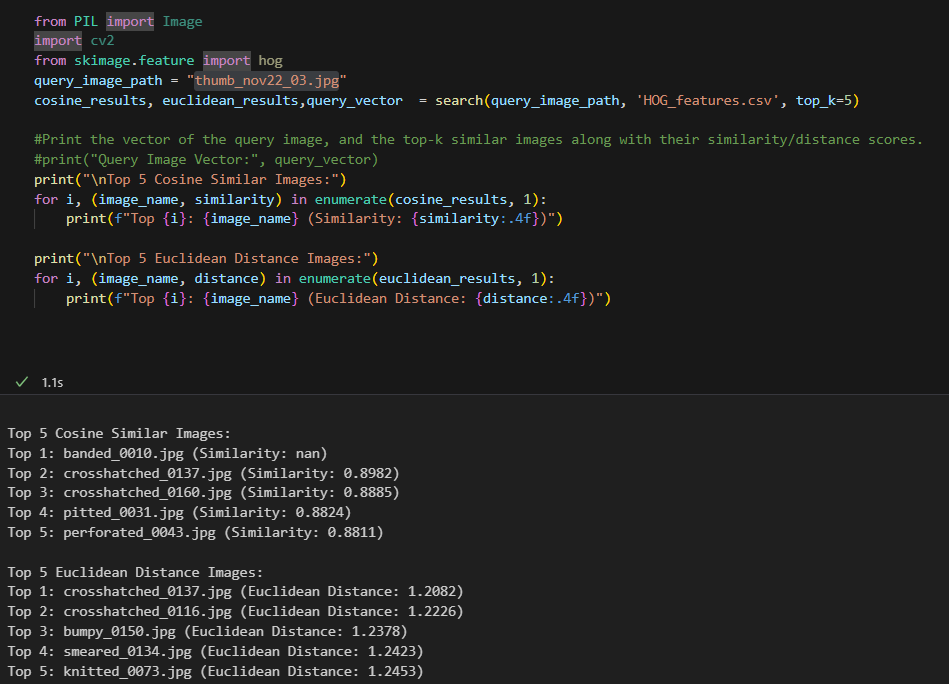 from PIL import Image
import cv2
from skimage.feature import hog
query_image_path = "thumb_nov22_03.jpg"
cosine_results, euclidean_results,query_vector  = search(query_image_path, 'HOG_features.csv', top_k=5)
#Print the vector of the query image, and the top-k similar images along with their similarity/distance scores.
#print("Query Image Vector:", query_vector)
print("\nTop 5 Cosine Similar Images:")
for i, (image_name, similarity) in enumerate(cosine_results, 1):
    print(f"Top {i}: {image_name} (Similarity: {similarity:.4f})")
print("\nTop 5 Euclidean Distance Images:")
for i, (image_name, distance) in enumerate(euclidean_results, 1):
    print(f"Top {i}: {image_name} (Euclidean Distance: {distance:.4f})")
✓ 1.1s
Top 5 Cosine Similar Images:
Top 1: banded_0010.jpg (Similarity: nan)
Top 2: crosshatched_0137.jpg (Similarity: 0.8982)
Top 3: crosshatched_0160.jpg (Similarity: 0.8885)
Top 4: pitted_0031.jpg (Similarity: 0.8824)
Top 5: perforated_0043.jpg (Similarity: 0.8811)
Top 5 Euclidean Distance Images:
Top 1: crosshatched_0137.jpg (Euclidean Distance: 1.2082)
Top 2: crosshatched_0116.jpg (Euclidean Distance: 1.2226)
Top 3: bumpy_0150.jpg (Euclidean Distance: 1.2378)
Top 4: smeared_0134.jpg (Euclidean Distance: 1.2423)
Top 5: knitted_0073.jpg (Euclidean Distance: 1.2453)